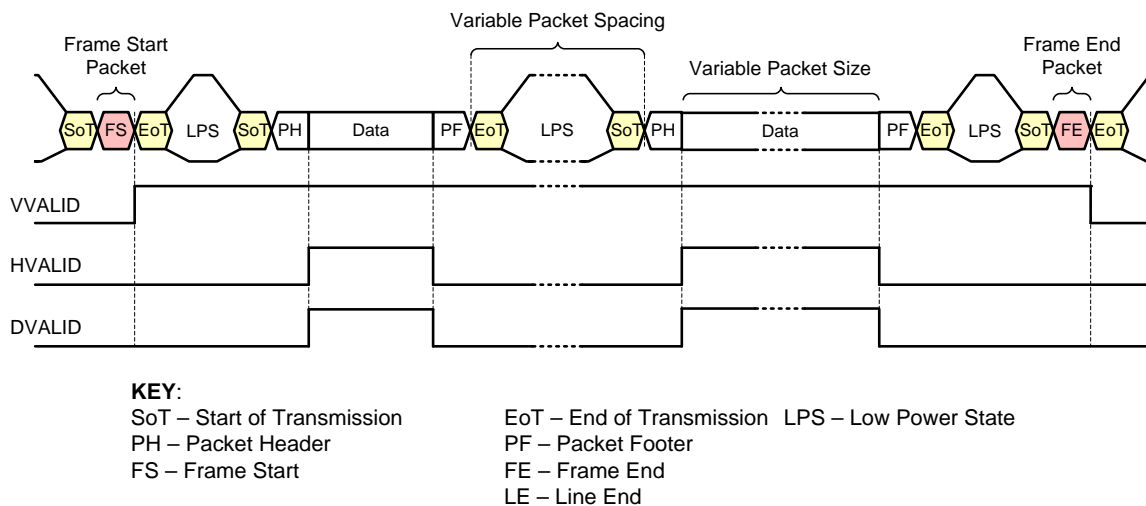 Variable Packet Spacing
Frame Start
Packet
Variable Packet Size
Frame End
Packet
SoT FS EoT LPS SoT PH Data PF EoT LPS SoT PH Data PF EoT LPS SoT FE EoT
VVALID
HVALID
DVALID
KEY:
SoT – Start of Transmission EoT – End of Transmission LPS – Low Power State
PH – Packet Header PF – Packet Footer
FS – Frame Start FE – Frame End
LE – Line End